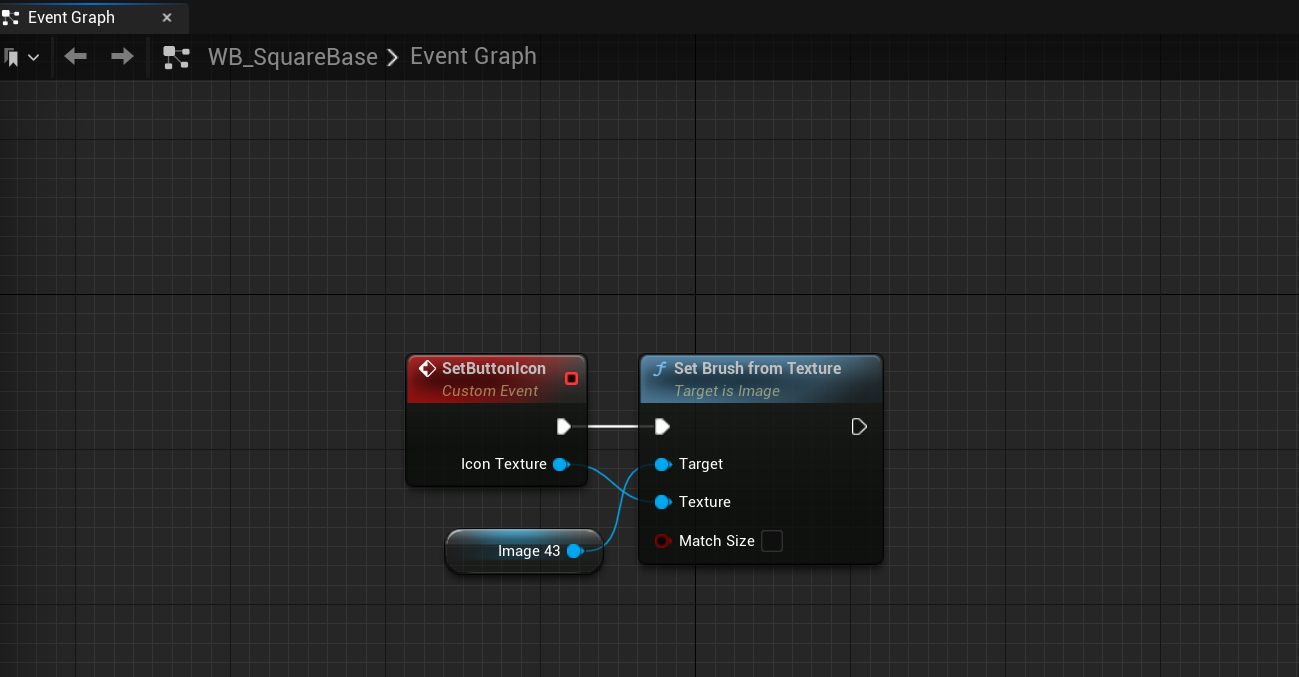 Event Graph
WB_SquareBase > Event Graph
SetButtonIcon
Custom Event
Icon Texture
Image 43
Set Brush from Texture
Target is Image
Target
Texture
Match Size